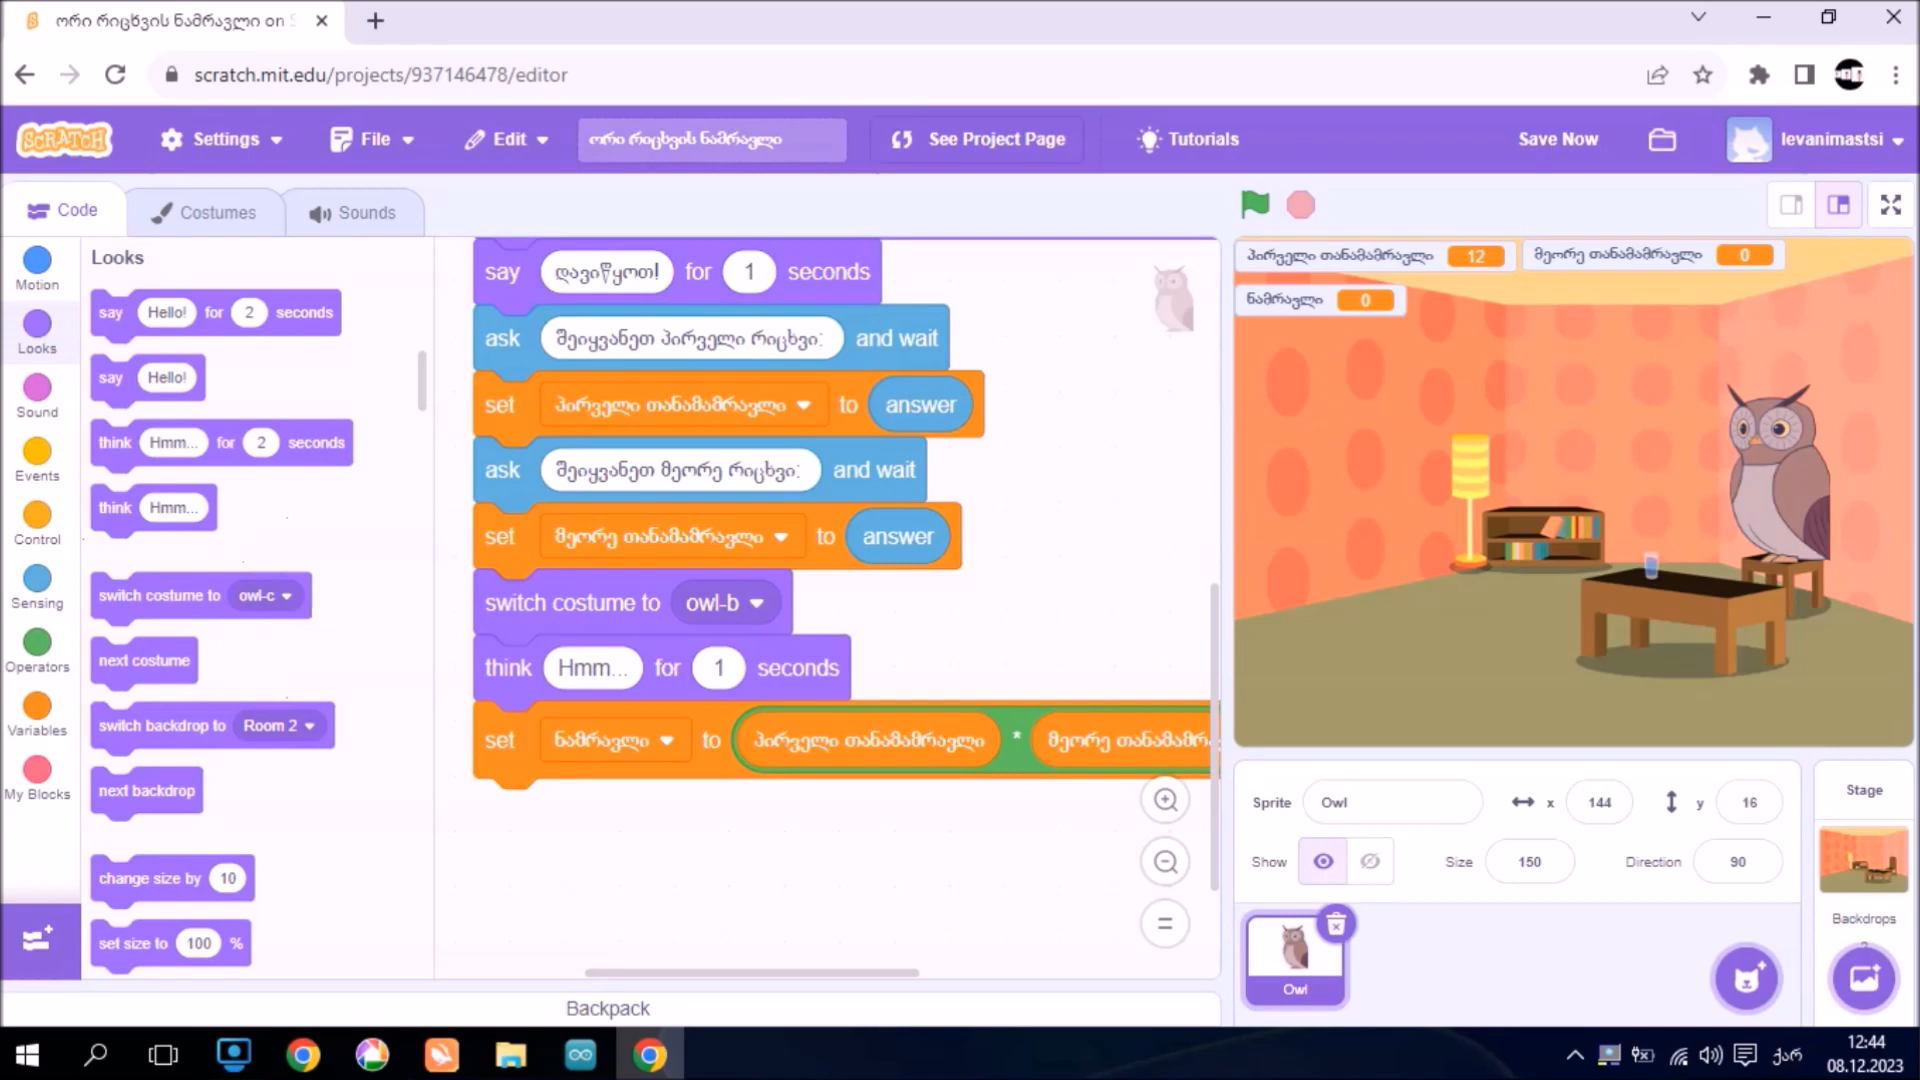 ორი რიცხვის ნამრავლი on S
scratch.mit.edu/projects/937146478/editor
SCRATCH
Settings
File
Edit
ორი რიცხვის ნამრავლი
See Project Page
Tutorials
Save Now
levanimastsi
Code
Costumes
Sounds
Motion
Looks
Sound
Events
Control
Sensing
Operators
Variables
My Blocks
Looks
say Hello! for 2 seconds
say Hello!
think Hmm... for 2 seconds
think Hmm...
switch costume to owl-c
next costume
switch backdrop to Room 2
next backdrop
change size by 10
set size to 100 %
say დავიწყოთ! for 1 seconds
ask შეიყვანეთ პირველი რიცხვი: and wait
set პირველი თანამამრავლი to answer
ask შეიყვანეთ მეორე რიცხვი: and wait
set მეორე თანამამრავლი to answer
switch costume to owl-b
think Hmm... for 1 seconds
set ნამრავლი to პირველი თანამამრავლი * მეორე თანამამრა
Backpack
პირველი თანამამრავლი 12
მეორე თანამამრავლი 0
ნამრავლი 0
Sprite Owl x 144 y 16
Show Size 150 Direction 90
Owl
Stage
Backdrops
12:44
ქარ
08.12.2023